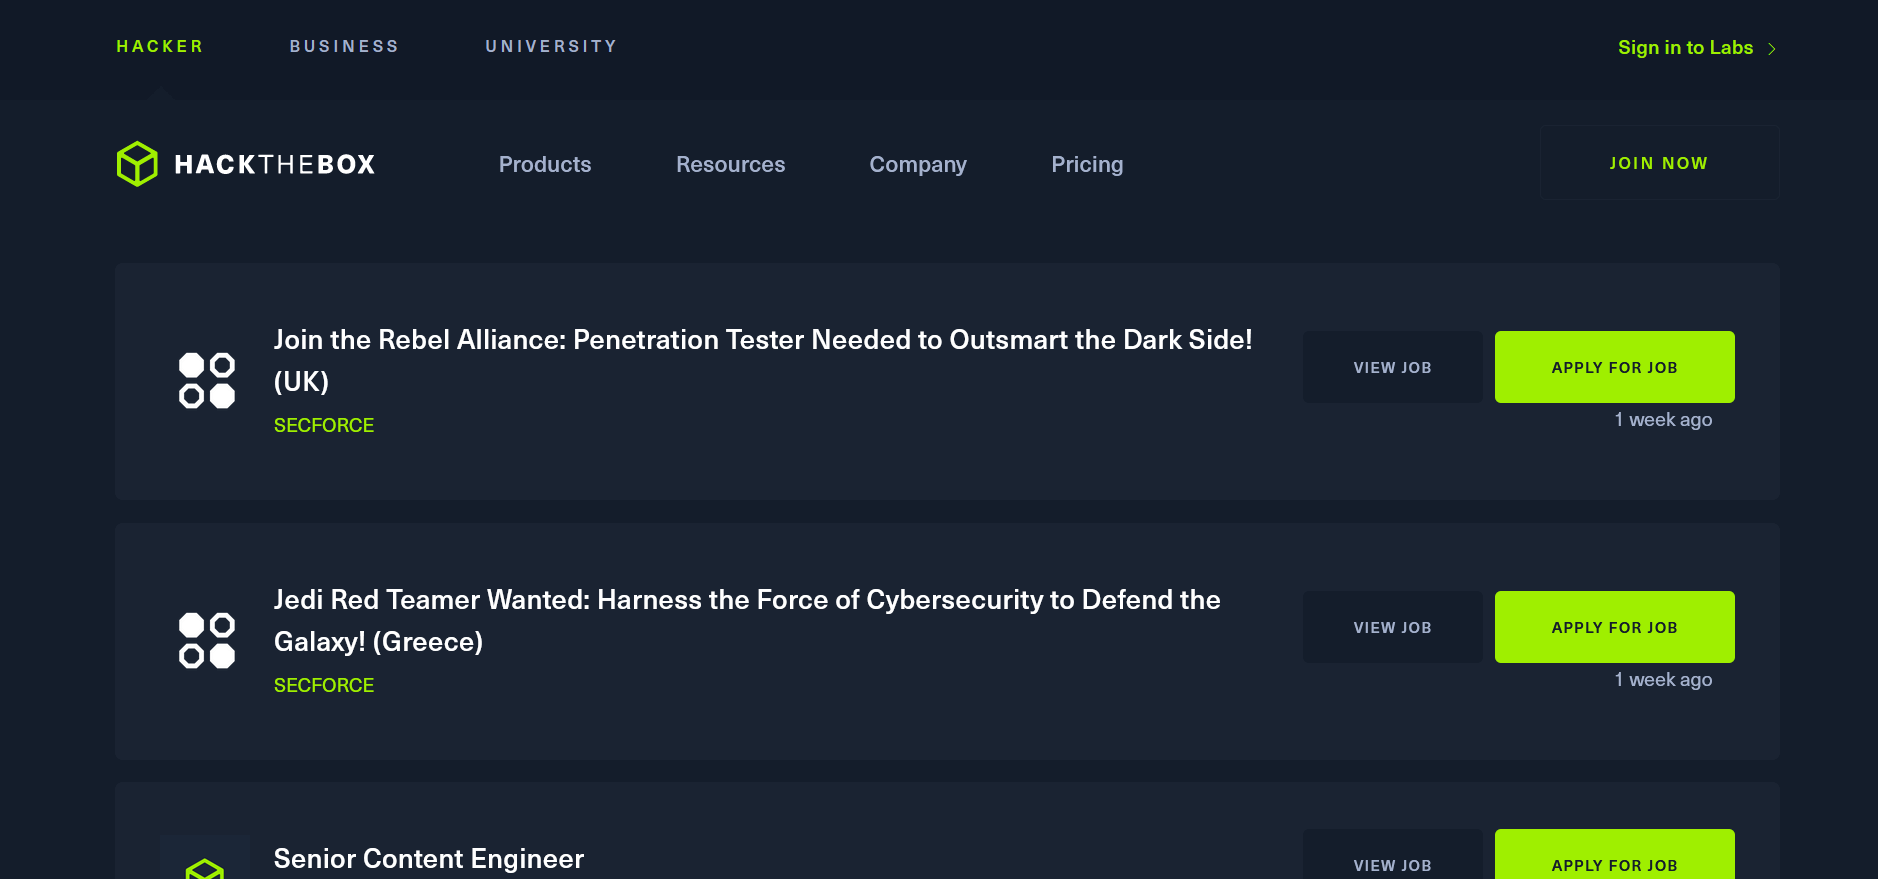 HACKER
BUSINESS
UNIVERSITY
Sign in to Labs
HACKTHEBOX
Products
Resources
Company
Pricing
JOIN NOW
Join the Rebel Alliance: Penetration Tester Needed to Outsmart the Dark Side!
(UK)
SECFORCE
VIEW JOB
APPLY FOR JOB
1 week ago
Jedi Red Teamer Wanted: Harness the Force of Cybersecurity to Defend the
Galaxy! (Greece)
SECFORCE
VIEW JOB
APPLY FOR JOB
1 week ago
Senior Content Engineer
VIEW JOB
APPLY FOR JOB